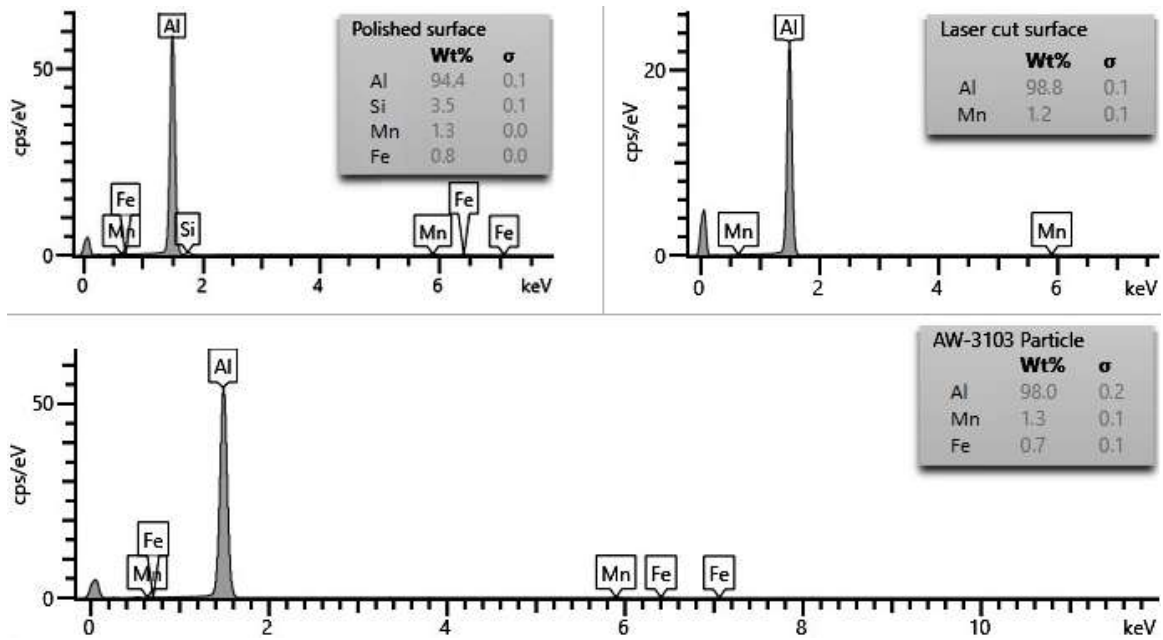 Polished surface
Wt% σ
Al 94.4 0.1
Si 3.5 0.1
Mn 1.3 0.0
Fe 0.8 0.0
Al
50
cps/eV
Fe
Fe
Mn
Si
Mn
Fe
0
0 2 4 6 keV
Laser cut surface
Wt% σ
Al 98.8 0.1
Mn 1.2 0.1
Al
20
cps/eV
Mn
Mn
0
0 2 4 6 keV
AW-3103 Particle
Wt% σ
Al 98.0 0.2
Mn 1.3 0.1
Fe 0.7 0.1
Al
50
cps/eV
Fe
Mn
Mn
Fe
Fe
0
0 2 4 6 8 10 keV